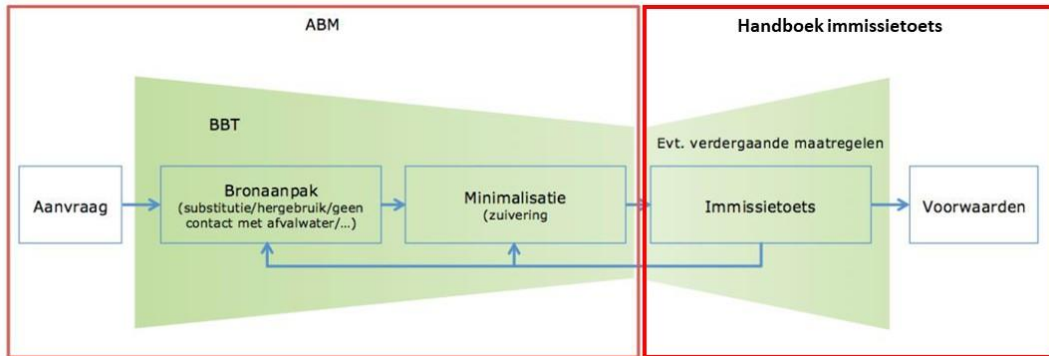 ABM
Handboek immissietoets
BBT
Evt. verdergaande maatregelen
Aanvraag
Bronaanpak
(substitutie/hergebruik/geen
contact met afvalwater/...)
Minimalisatie
(zuivering
Immissietoets
Voorwaarden